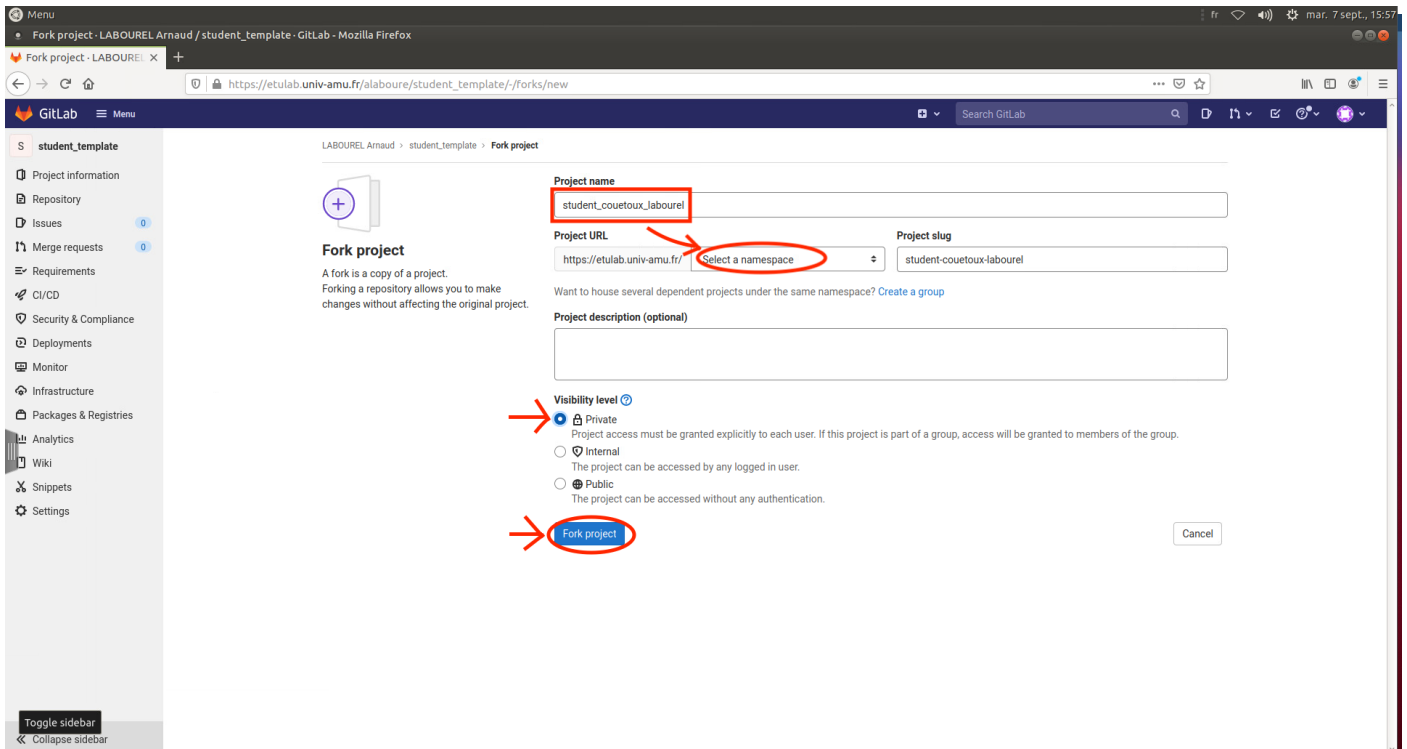 Menu
fr
mar. 7 sept., 15:57
Fork project · LABOUREL Arnaud / student_template · GitLab - Mozilla Firefox
Fork project · LABOUREL
https://etulab.univ-amu.fr/alaboure/student_template/-/forks/new
GitLab
Menu
Search GitLab
S student_template
LABOUREL Arnaud > student_template > Fork project
Project information
Repository
Issues 0
Merge requests 0
Requirements
CI/CD
Security & Compliance
Deployments
Monitor
Infrastructure
Packages & Registries
Analytics
Wiki
Snippets
Settings
Toggle sidebar
Collapse sidebar
Fork project
A fork is a copy of a project.
Forking a repository allows you to make
changes without affecting the original project.
Project name
student_couetoux_labourel
Project URL
Project slug
https://etulab.univ-amu.fr/
Select a namespace
student-couetoux-labourel
Want to house several dependent projects under the same namespace? Create a group
Project description (optional)
Visibility level
Private
Project access must be granted explicitly to each user. If this project is part of a group, access will be granted to members of the group.
Internal
The project can be accessed by any logged in user.
Public
The project can be accessed without any authentication.
Fork project
Cancel